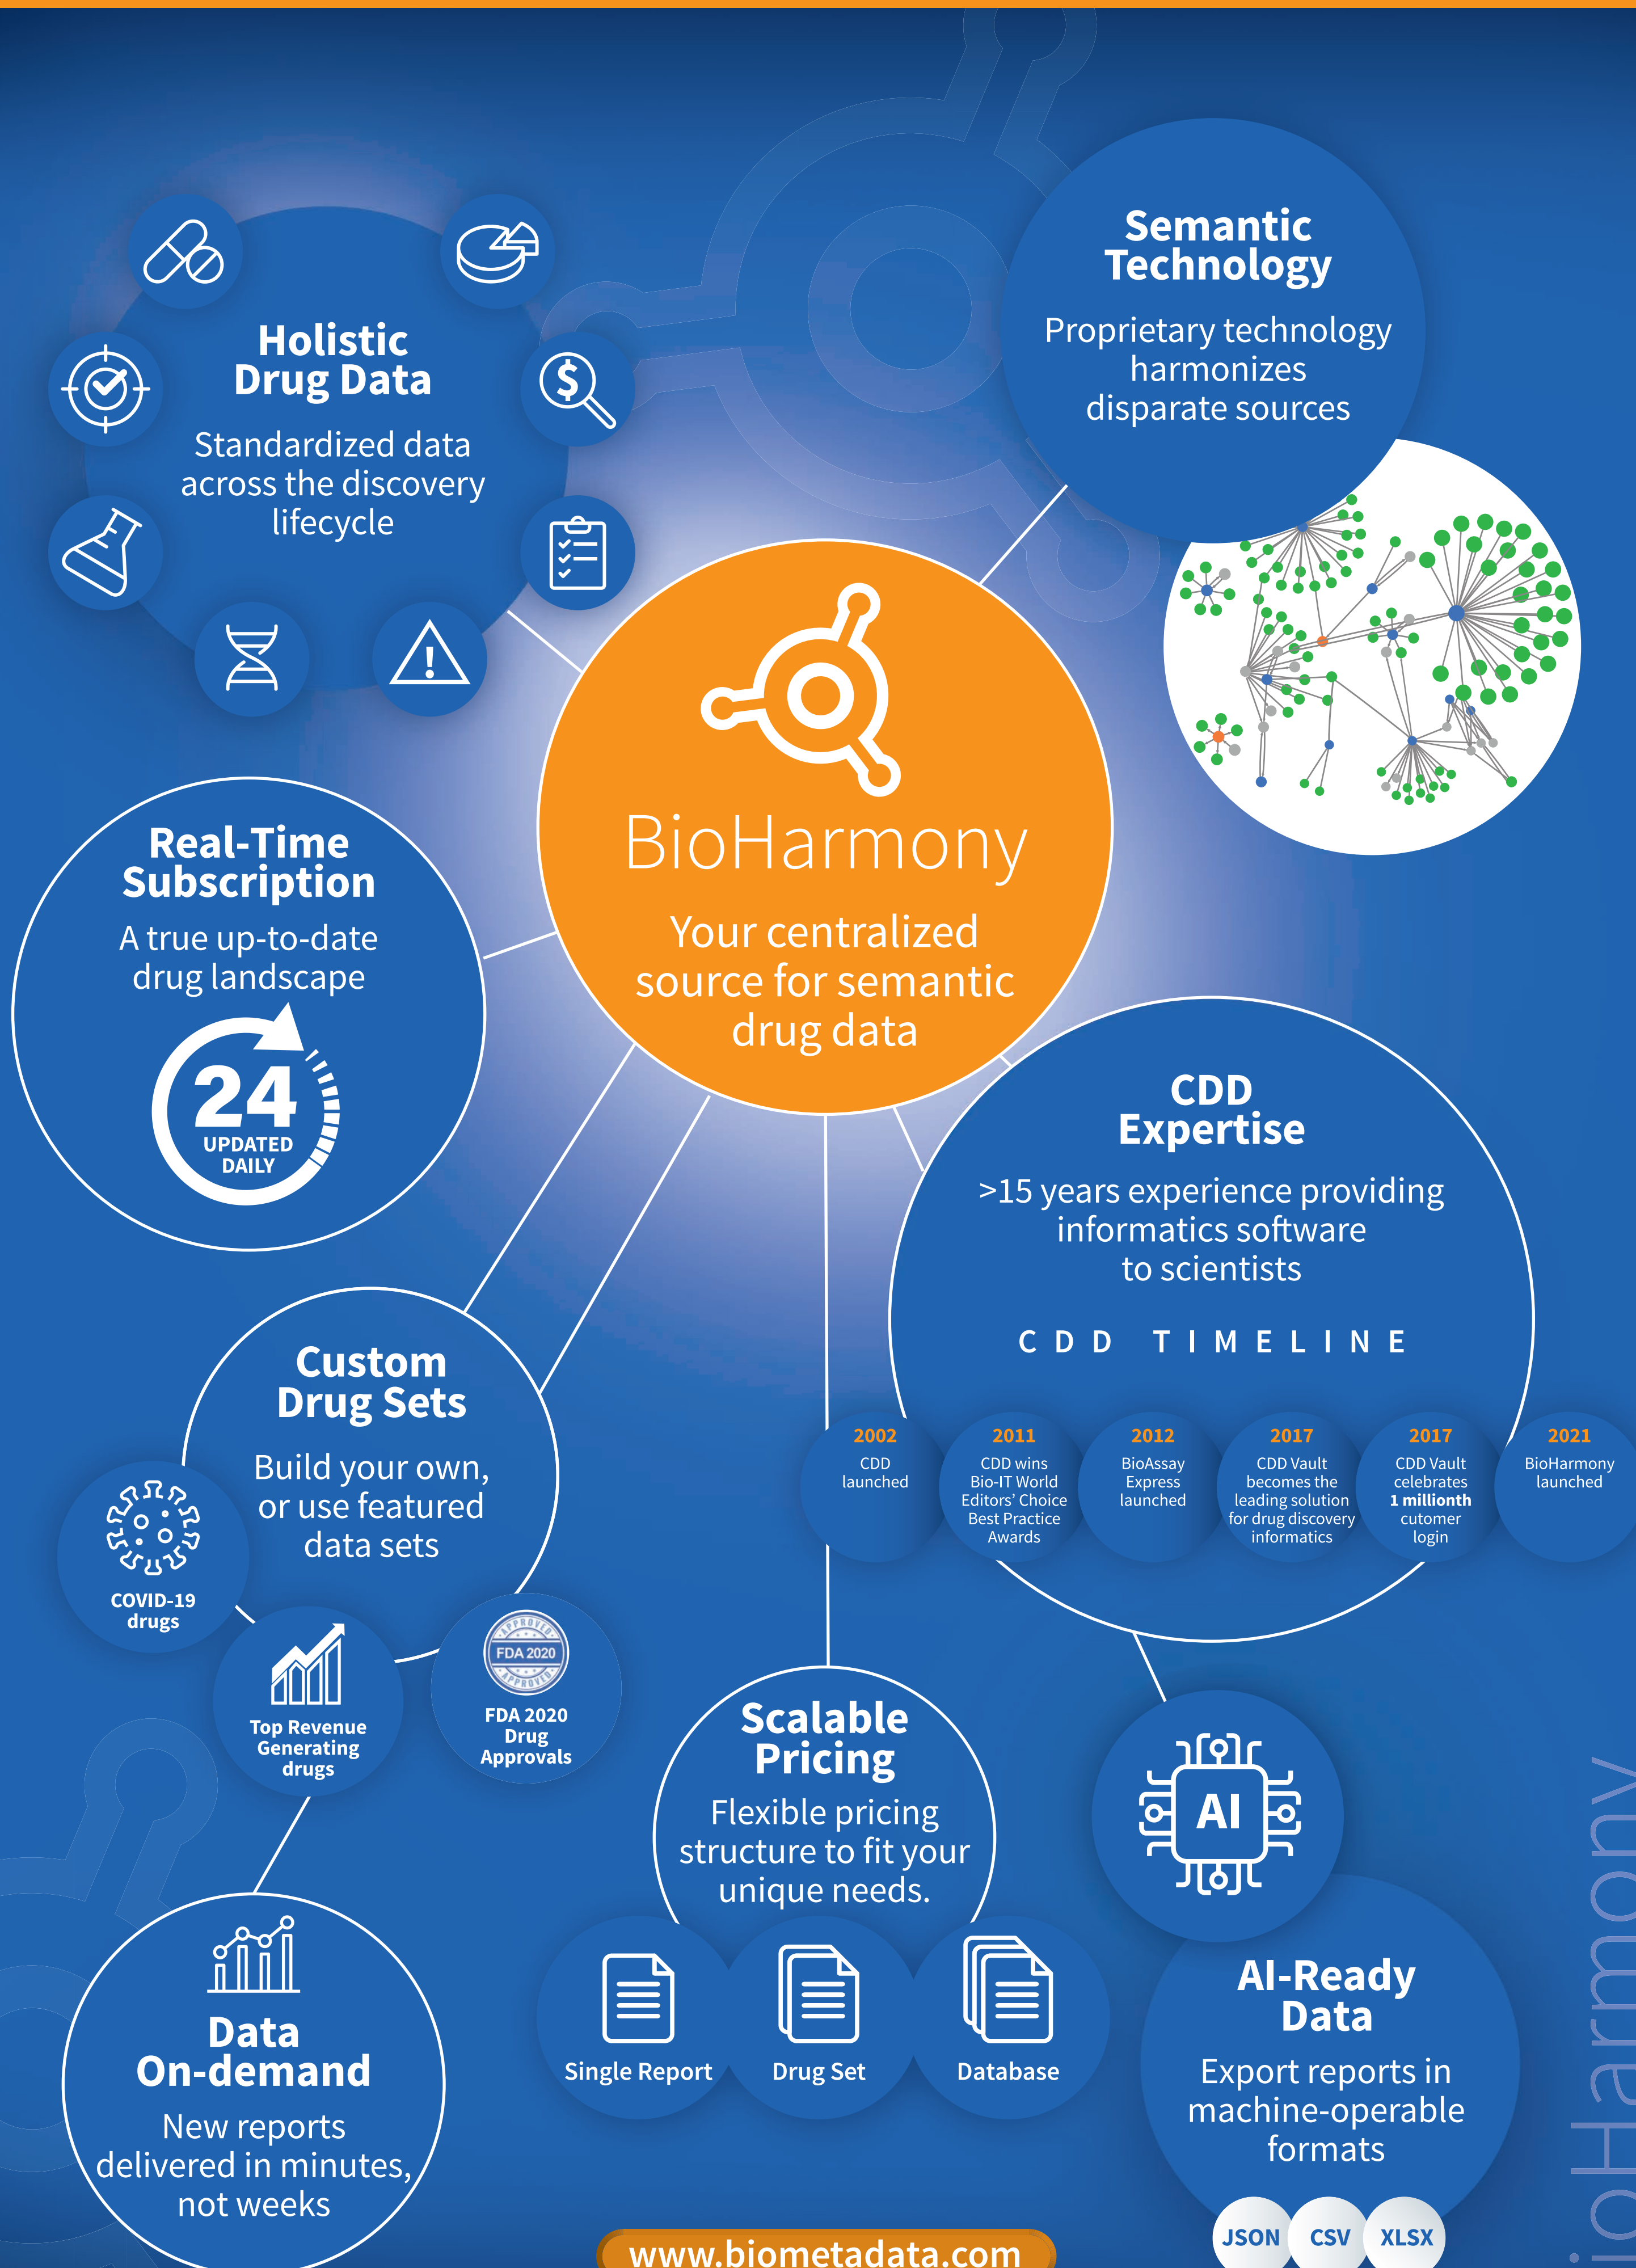 Semantic
Technology
Proprietary technology
harmonizes
disparate sources
Holistic
Drug Data
Standardized data
across the discovery
lifecycle
$
!
BioHarmony
Your centralized
source for semantic
drug data
Real-Time
Subscription
A true up-to-date
drug landscape
24
UPDATED
DAILY
CDD
Expertise
>15 years experience providing
informatics software
to scientists
CDD TIMELINE
2002
CDD
launched
2011
CDD wins
Bio-IT World
Editors’ Choice
Best Practice
Awards
2012
BioAssay
Express
launched
2017
CDD Vault
becomes the
leading solution
for drug discovery
informatics
2017
CDD Vault
celebrates
1 millionth
cutomer
login
2021
BioHarmony
launched
Custom
Drug Sets
Build your own,
or use featured
data sets
COVID-19
drugs
Top Revenue
Generating
drugs
APPROVED
FDA 2020
APPROVED
FDA 2020
Drug
Approvals
Scalable
Pricing
Flexible pricing
structure to fit your
unique needs.
Single Report
Drug Set
Database
AI
AI-Ready
Data
Export reports in
machine-operable
formats
JSON
CSV
XLSX
Data
On-demand
New reports
delivered in minutes,
not weeks
www.biometadata.com
ioHarmony